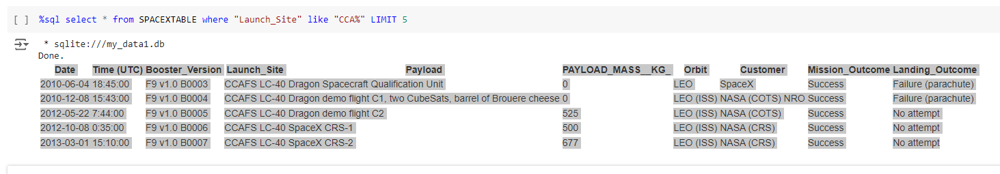 [ ] %sql select * from SPACEXTABLE where "Launch_Site" like "CCA%" LIMIT 5
* sqlite:///my_data1.db
Done.
Date Time (UTC) Booster_Version Launch_Site Payload PAYLOAD_MASS__KG_ Orbit Customer Mission_Outcome Landing_Outcome
2010-06-04 18:45:00 F9 v1.0 B0003 CCAFS LC-40 Dragon Spacecraft Qualification Unit 0 LEO SpaceX Success Failure (parachute)
2010-12-08 15:43:00 F9 v1.0 B0004 CCAFS LC-40 Dragon demo flight C1, two CubeSats, barrel of Brouere cheese 0 LEO (ISS) NASA (COTS) NRO Success Failure (parachute)
2012-05-22 7:44:00 F9 v1.0 B0005 CCAFS LC-40 Dragon demo flight C2 525 LEO (ISS) NASA (COTS) Success No attempt
2012-10-08 0:35:00 F9 v1.0 B0006 CCAFS LC-40 SpaceX CRS-1 500 LEO (ISS) NASA (CRS) Success No attempt
2013-03-01 15:10:00 F9 v1.0 B0007 CCAFS LC-40 SpaceX CRS-2 677 LEO (ISS) NASA (CRS) Success No attempt